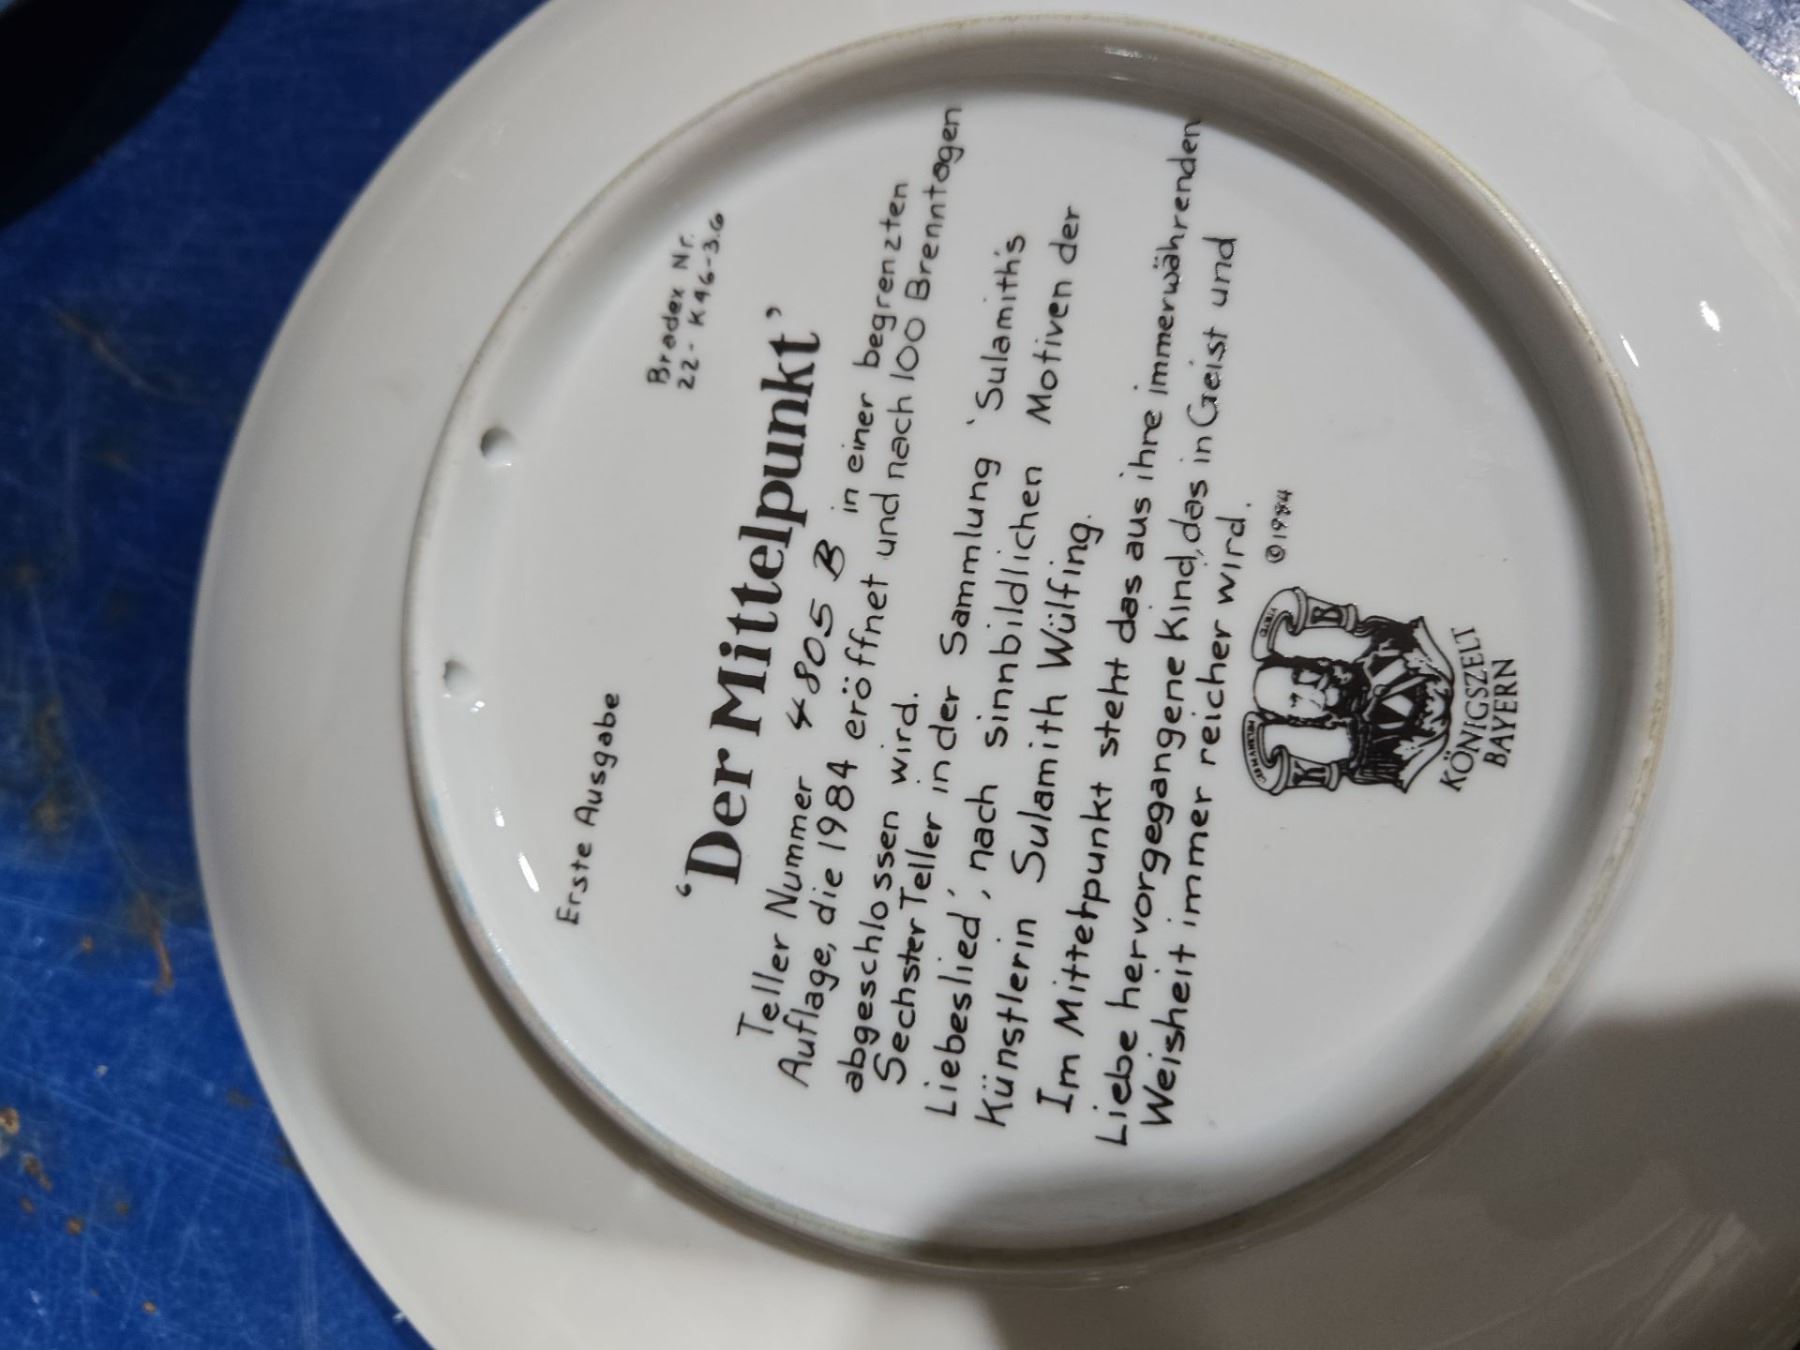 Erste Ausgabe
Bradex Nr.
22-K46-3.6
'Der Mittelpunkt'
Teller Nummer 4805 B in einer begrenzten
Auflage, die 1984 eröffnet und nach 100 Brenntagen
abgeschlossen wird.
Sechster Teller in der Sammlung 'Sulamith's
Liebeslied', nach sinnbildlichen Motiven der
Künstlerin Sulamith Wülfing.
Im Mittelpunkt steht das aus ihre immerwährenden
Liebe hervorgegangene Kind, das in Geist und
Weisheit immer reicher wird.
©1984
K B
KÖNIGSZELT
BAYERN